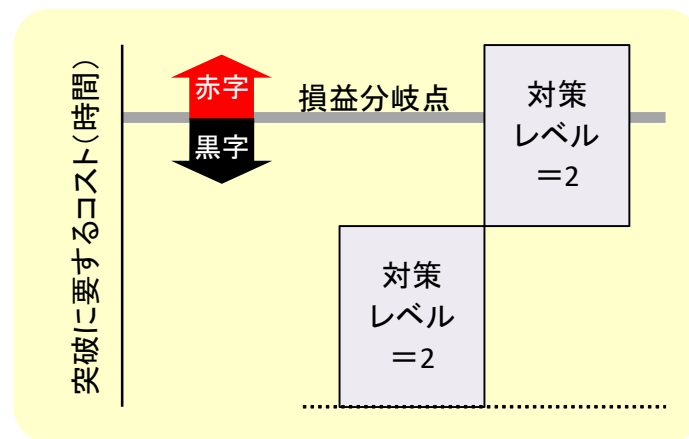 突破に要するコスト(時間)
赤字
黒字
損益分岐点
対策
レベル
＝2
対策
レベル
＝2